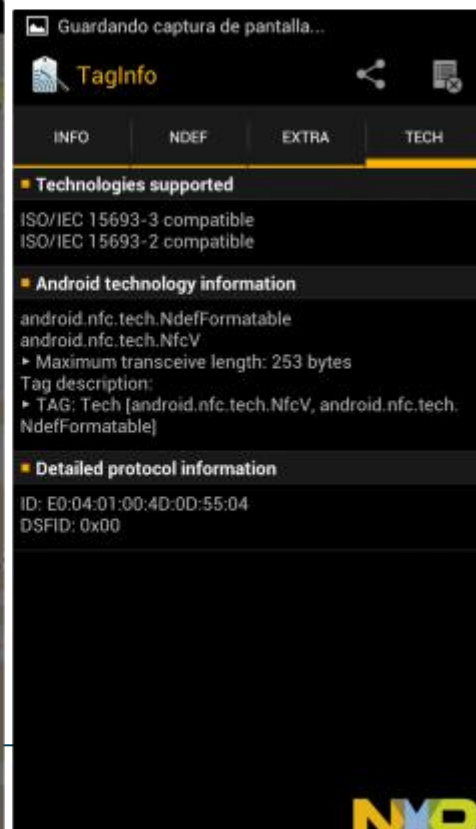 Guardando captura de pantalla...
TagInfo
INFO NDEF EXTRA TECH
Technologies supported
ISO/IEC 15693-3 compatible
ISO/IEC 15693-2 compatible
Android technology information
android.nfc.tech.NdefFormatable
android.nfc.tech.NfcV
▸ Maximum transceive length: 253 bytes
Tag description:
▸ TAG: Tech [android.nfc.tech.NfcV, android.nfc.tech.
NdefFormatable]
Detailed protocol information
ID: E0:04:01:00:4D:0D:55:04
DSFID: 0x00
NXP